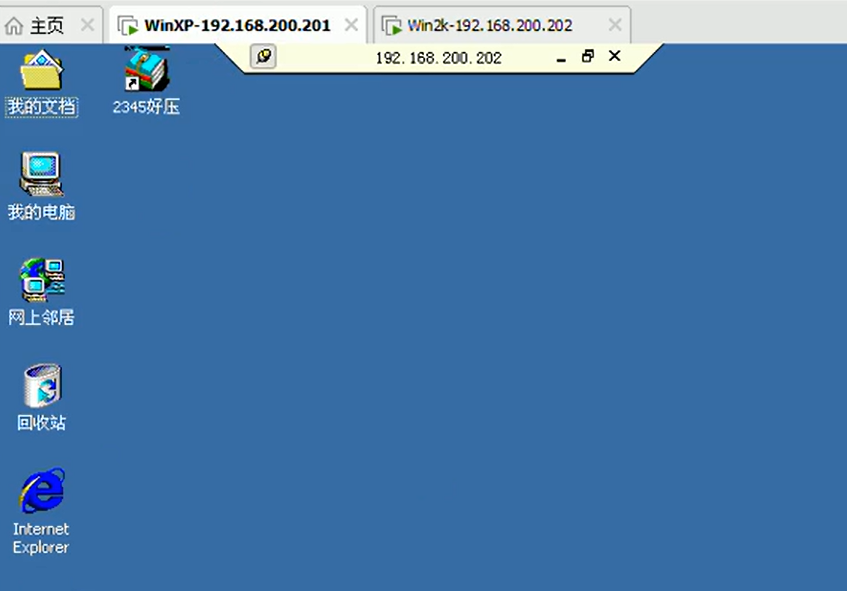 主页
WinXP-192.168.200.201
Win2k-192.168.200.202
192.168.200.202
我的文档
2345好压
我的电脑
网上邻居
回收站
Internet
Explorer